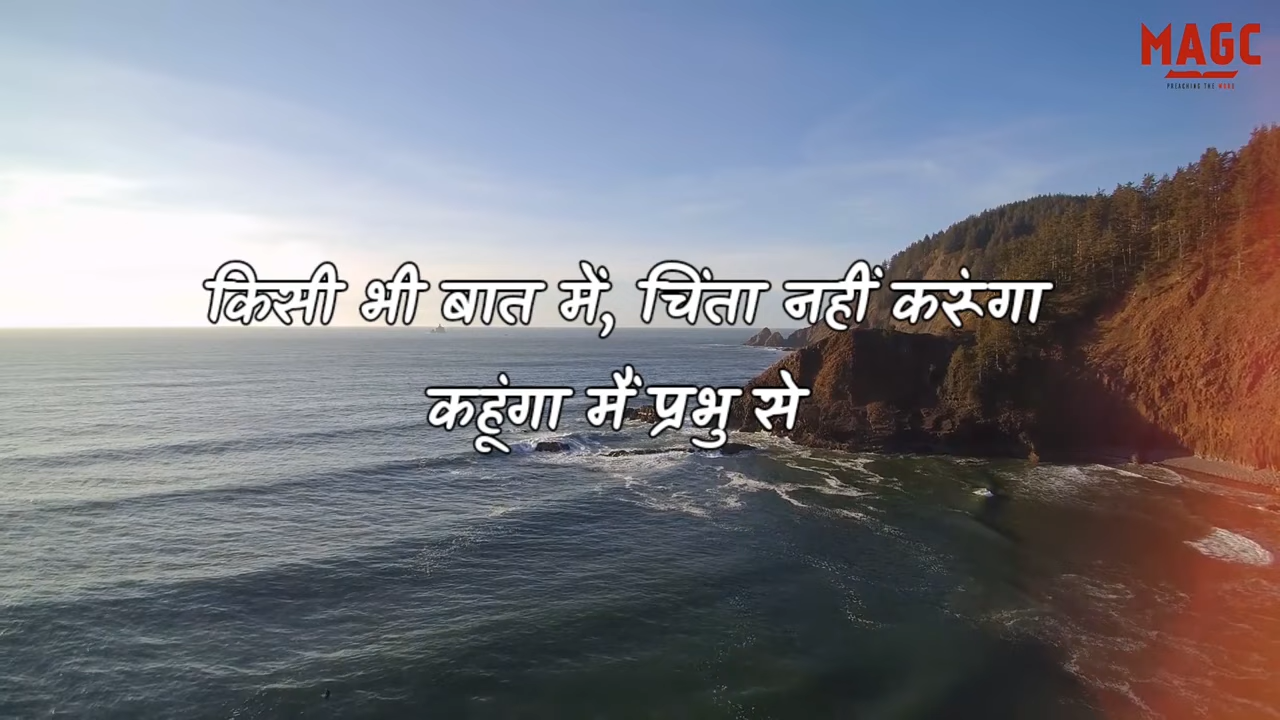 MAGC
PREACHING THE WORD
किसी भी बात में, चिंता नहीं करूंगा
कहूंगा मैं प्रभु से